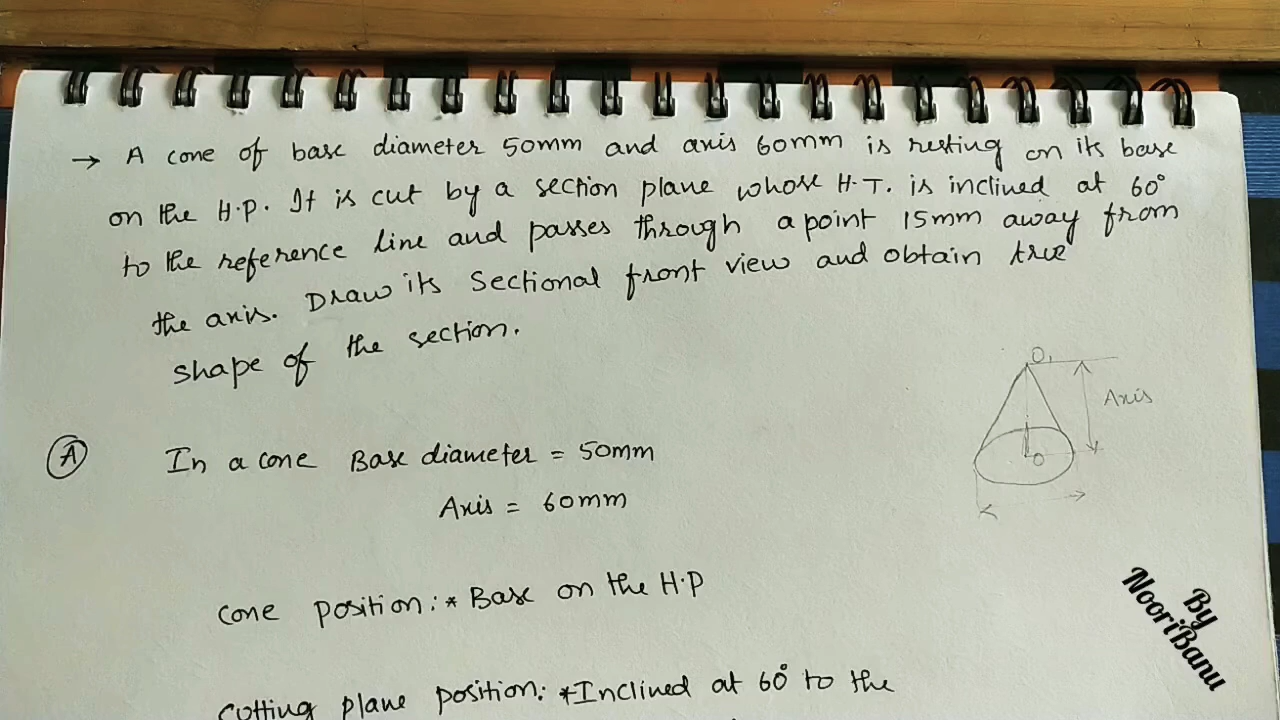 → A cone of base diameter 50mm and axis 60mm is resting on its base
on the H.P. It is cut by a section plane whose H.T. is inclined at 60°
to the reference line and passes through a point 15mm away from
the axis. Draw its sectional front view and obtain true
shape of the section.
O₁
Axis
O
A In a cone Base diameter = 50mm
Axis = 60mm
cone position: * Base on the H.P
cutting plane position: *Inclined at 60° to the
By
NooriBanu